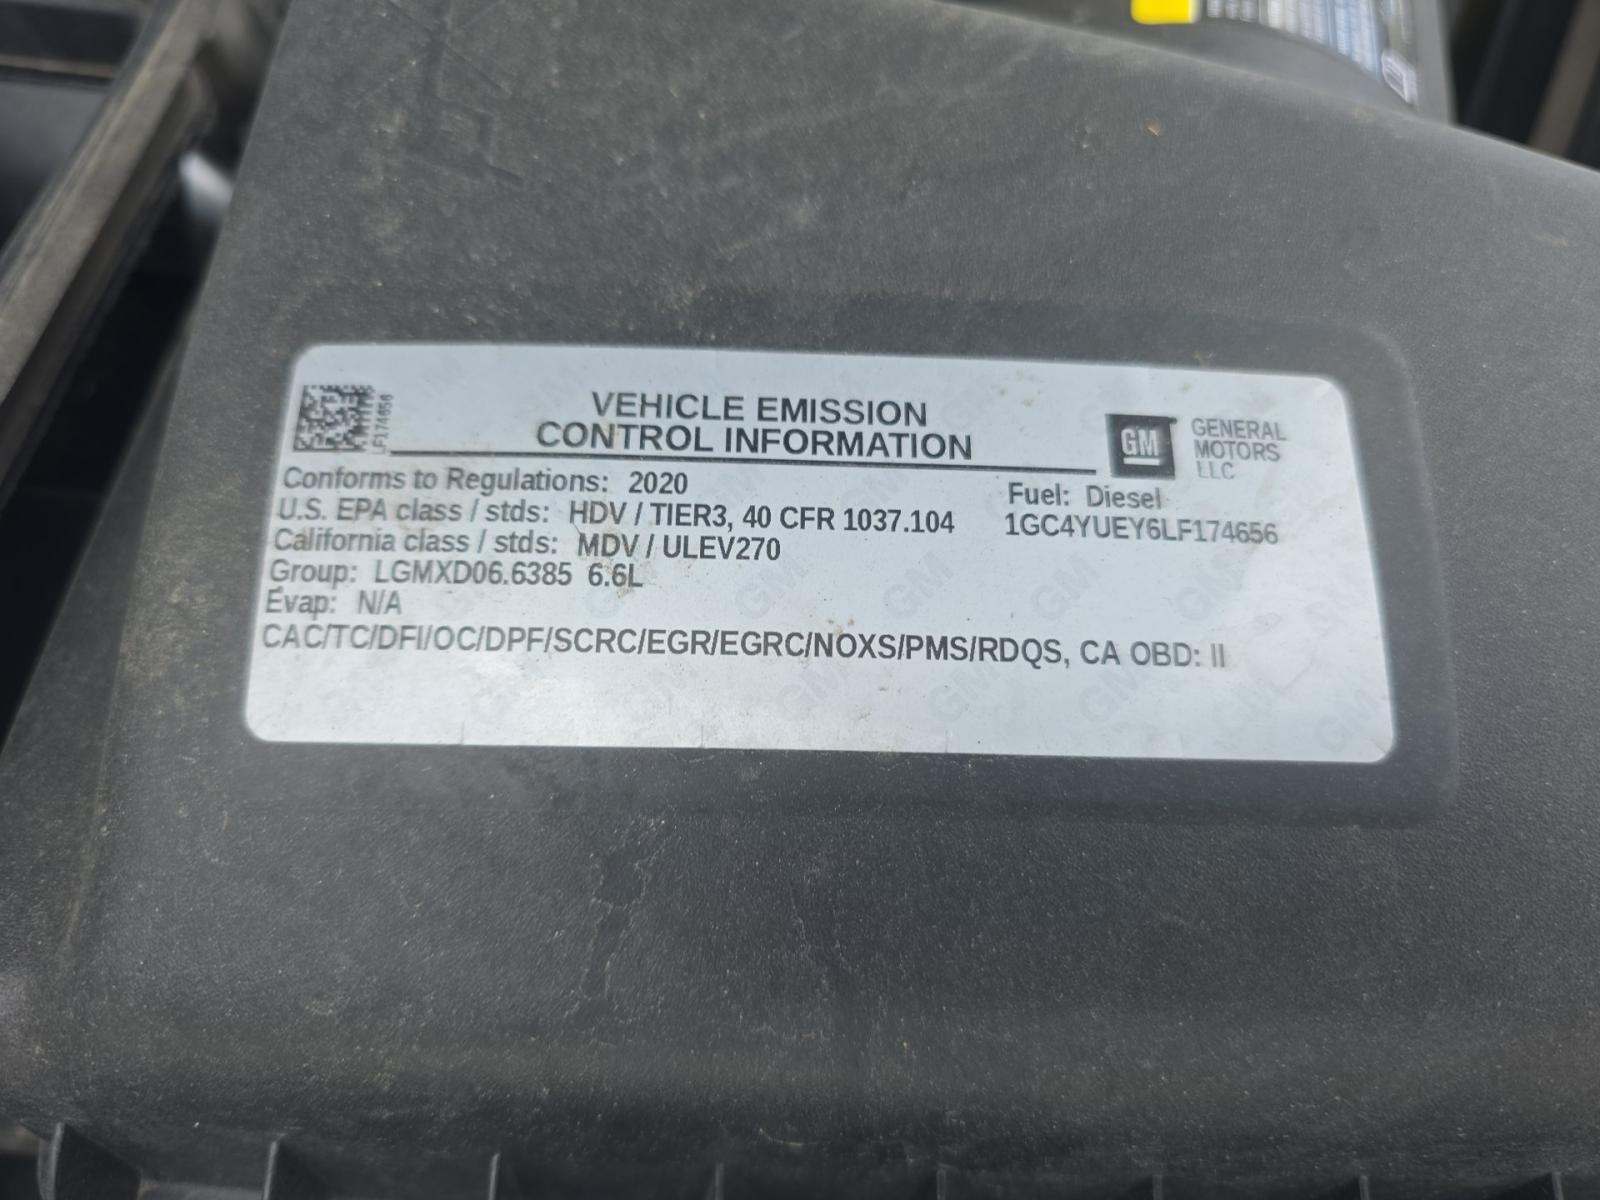 LF174656
VEHICLE EMISSION
CONTROL INFORMATION
GM
GENERAL
MOTORS
LLC
Conforms to Regulations: 2020
Fuel: Diesel
U.S. EPA class / stds: HDV / TIER3, 40 CFR 1037.104
1GC4YUEY6LF174656
California class / stds: MDV / ULEV270
Group: LGMXD06.6385 6.6L
Evap: N/A
CAC/TC/DFI/OC/DPF/SCRC/EGR/EGRC/NOXS/PMS/RDQS, CA OBD: II